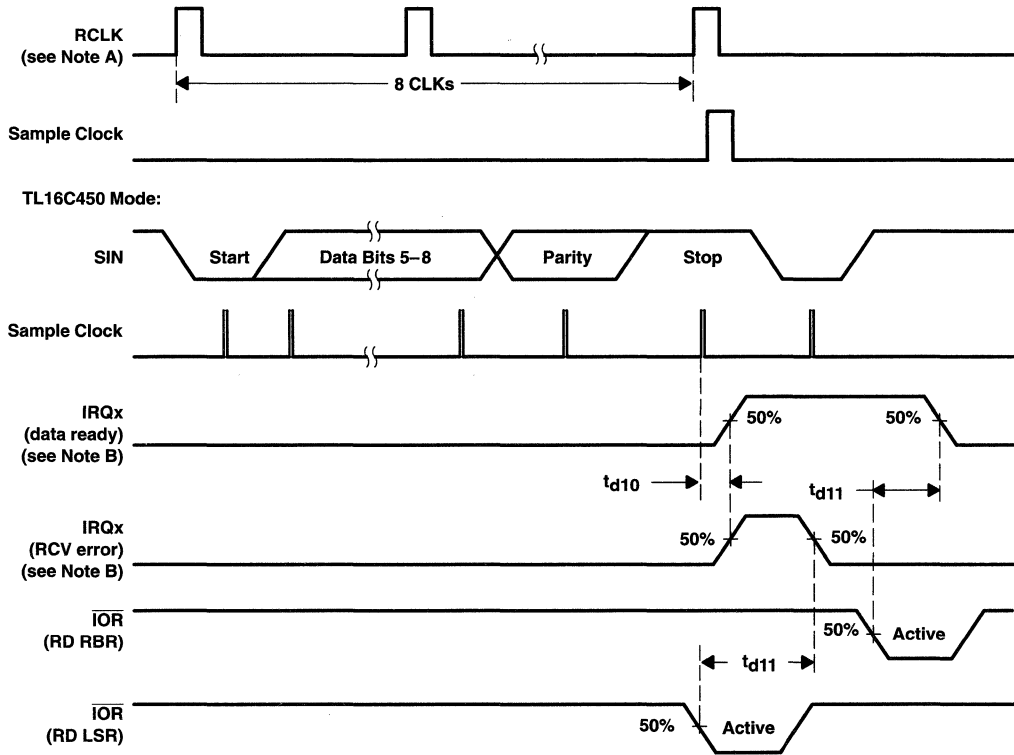 RCLK
(see Note A)
8 CLKs
Sample Clock
TL16C450 Mode:
SIN
Start
Data Bits 5–8
Parity
Stop
Sample Clock
IRQx
(data ready)
(see Note B)
50%
50%
td10
td11
IRQx
(RCV error)
(see Note B)
50%
50%
IOR
(RD RBR)
50%
Active
td11
IOR
(RD LSR)
50%
Active